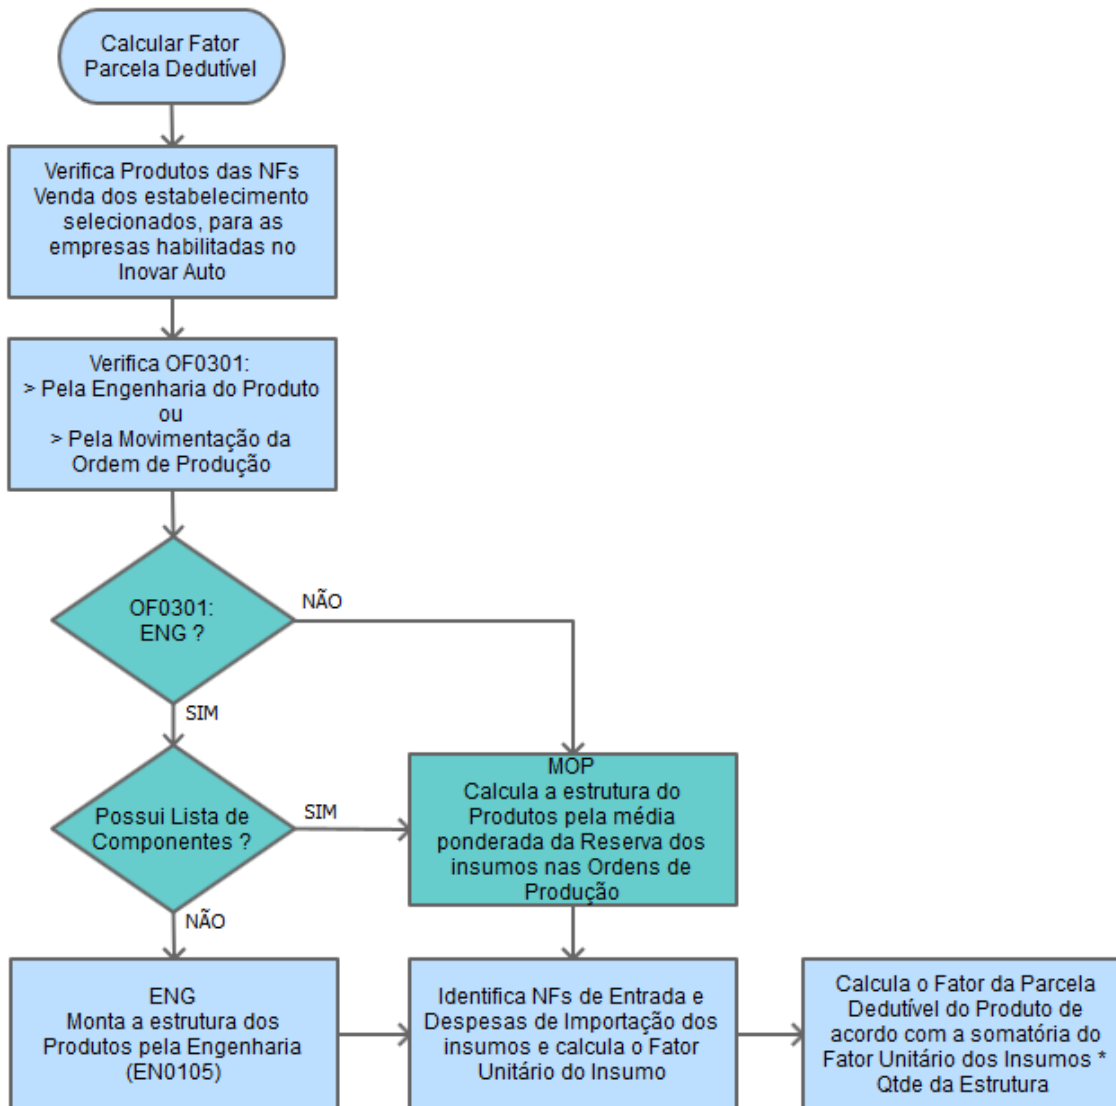 Calcular Fator
Parcela Dedutível
Verifica Produtos das NFs
Venda dos estabelecimento
selecionados, para as
empresas habilitadas no
Inovar Auto
Verifica OF0301:
> Pela Engenharia do Produto
ou
> Pela Movimentação da
Ordem de Produção
OF0301:
ENG ?
NÃO
SIM
Possui Lista de
Componentes ?
SIM
NÃO
MOP
Calcula a estrutura do
Produtos pela média
ponderada da Reserva dos
insumos nas Ordens de
Produção
ENG
Monta a estrutura dos
Produtos pela Engenharia
(EN0105)
Identifica NFs de Entrada e
Despesas de Importação dos
insumos e calcula o Fator
Unitário do Insumo
Calcula o Fator da Parcela
Dedutível do Produto de
acordo com a somatória do
Fator Unitário dos Insumos *
Qtde da Estrutura